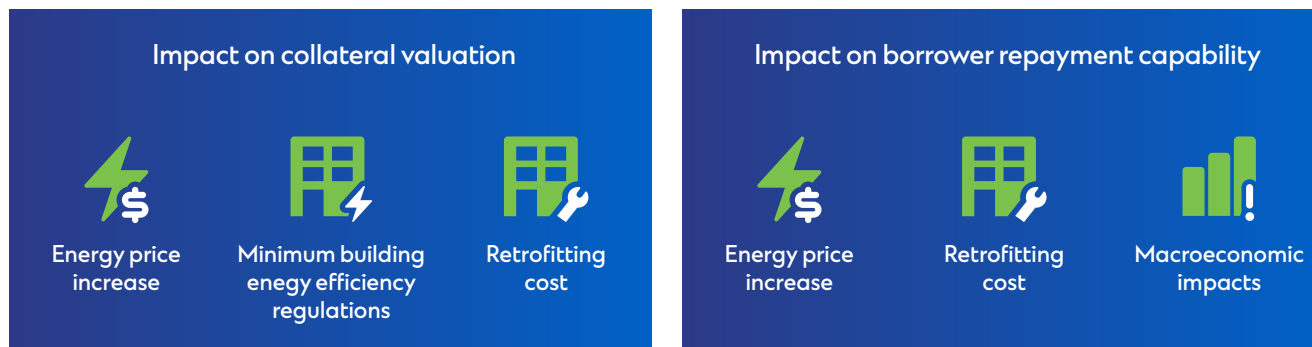 Impact on collateral valuation
Energy price
increase
Minimum building
enegy efficiency
regulations
Retrofitting
cost
Impact on borrower repayment capability
Energy price
increase
Retrofitting
cost
Macroeconomic
impacts